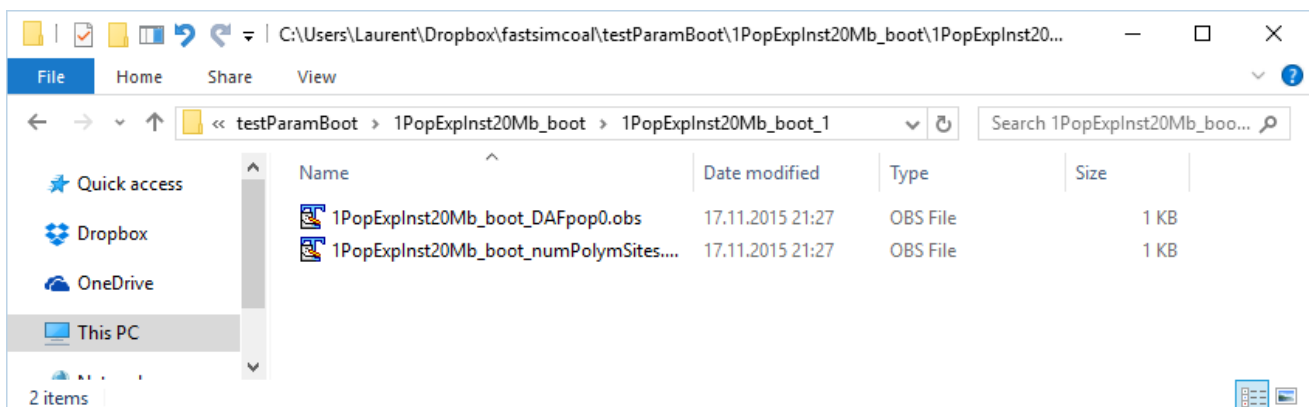 C:\Users\Laurent\Dropbox\fastsimcoal\testParamBoot\1PopExpInst20Mb_boot\1PopExpInst20...
File Home Share View
« testParamBoot > 1PopExpInst20Mb_boot > 1PopExpInst20Mb_boot_1 Search 1PopExpInst20Mb_boo...
Name Date modified Type Size
Quick access
1PopExpInst20Mb_boot_DAFpop0.obs 17.11.2015 21:27 OBS File 1 KB
Dropbox
1PopExpInst20Mb_boot_numPolymSites.... 17.11.2015 21:27 OBS File 1 KB
OneDrive
This PC
2 items